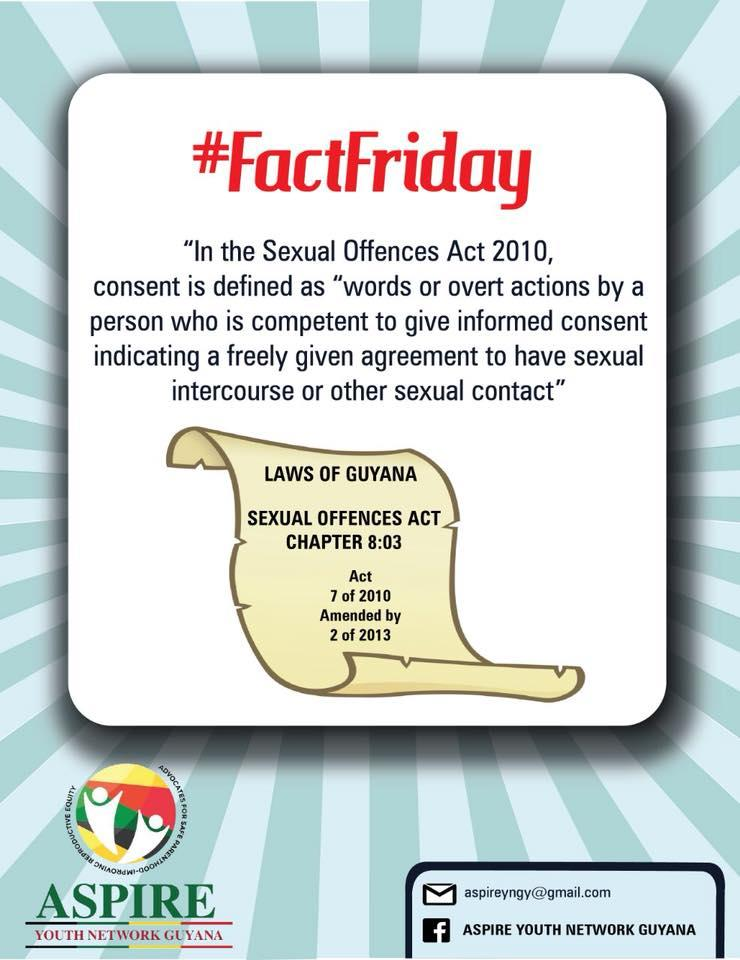 #FactFriday
“In the Sexual Offences Act 2010,
consent is defined as “words or overt actions by a
person who is competent to give informed consent
indicating a freely given agreement to have sexual
intercourse or other sexual contact”
LAWS OF GUYANA
SEXUAL OFFENCES ACT
CHAPTER 8:03
Act
7 of 2010
Amended by
2 of 2013
ADVOCATES FOR SAFE PARENTHOOD-IMPROVING REPRODUCTIVE EQUITY
ASPIRE
YOUTH NETWORK GUYANA
aspireyngy@gmail.com
ASPIRE YOUTH NETWORK GUYANA